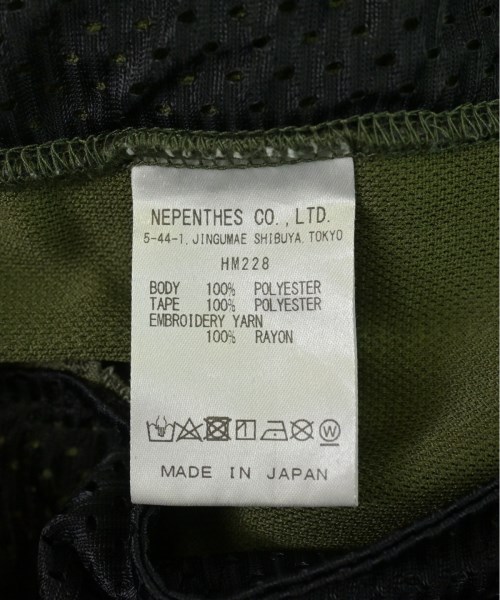 NEPENTHES CO.,LTD.
5-44-1,JINGUMAE SHIBUYA,TOKYO
HM228
BODY 100% POLYESTER
TAPE 100% POLYESTER
EMBROIDERY YARN
100% RAYON
W
MADE IN JAPAN